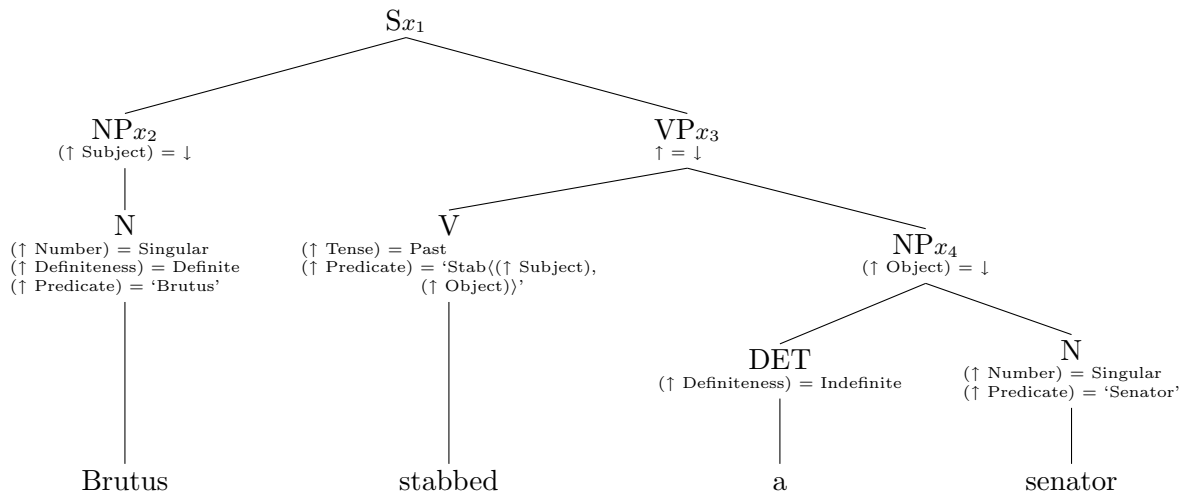 Sx₁
NPx₂
(↑ Subject) = ↓
VPx₃
↑ = ↓
N
(↑ Number) = Singular
(↑ Definiteness) = Definite
(↑ Predicate) = ‘Brutus’
V
(↑ Tense) = Past
(↑ Predicate) = ‘Stab⟨(↑ Subject),
(↑ Object)⟩’
NPx₄
(↑ Object) = ↓
DET
(↑ Definiteness) = Indefinite
N
(↑ Number) = Singular
(↑ Predicate) = ‘Senator’
Brutus stabbed a senator